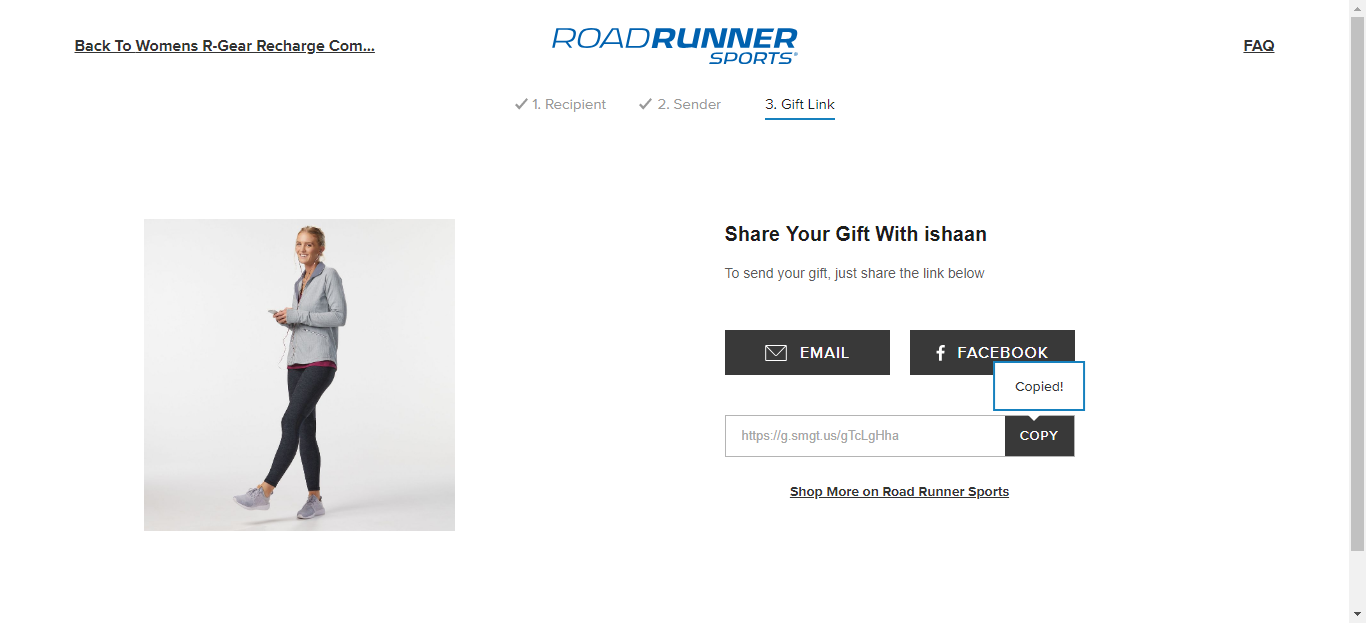 Back To Womens R-Gear Recharge Com...
ROADRUNNER
SPORTS®
FAQ
1. Recipient
2. Sender
3. Gift Link
Share Your Gift With ishaan
To send your gift, just share the link below
EMAIL
FACEBOOK
Copied!
https://g.smgt.us/gTcLgHha
COPY
Shop More on Road Runner Sports